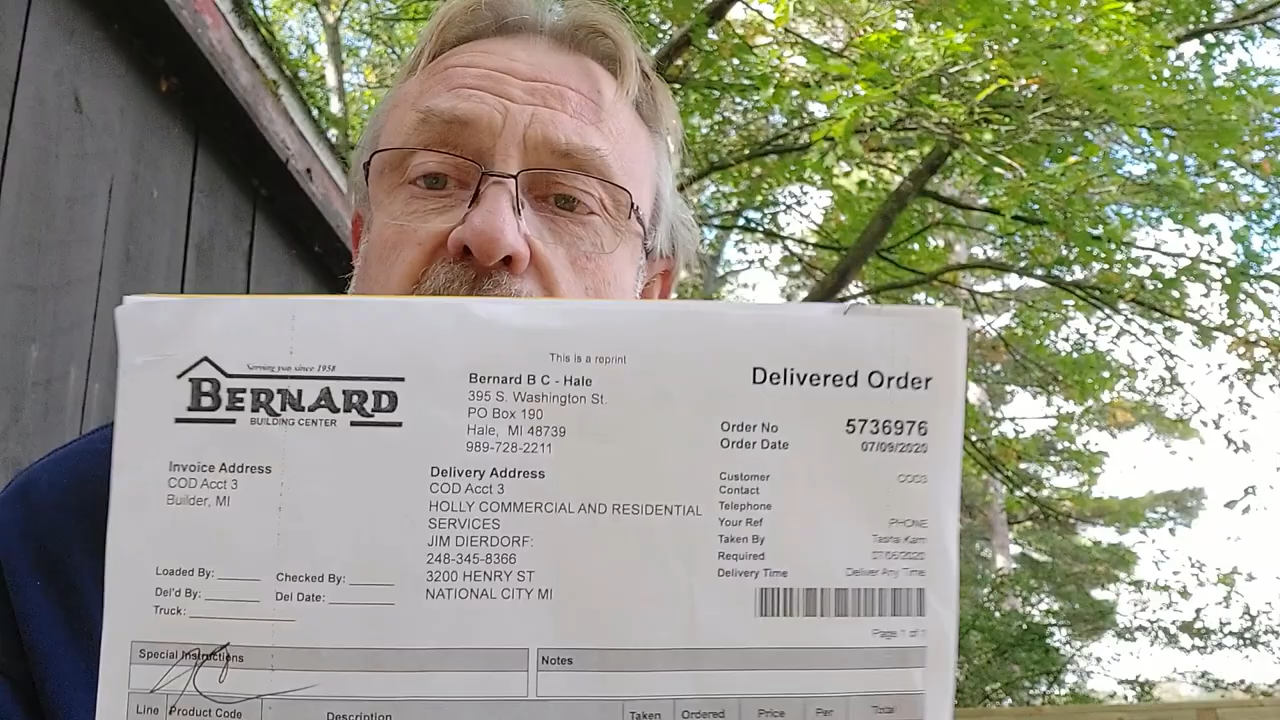 This is a reprint
Serving you since 1958
BERNARD
BUILDING CENTER
Bernard B C - Hale
395 S. Washington St.
PO Box 190
Hale, MI 48739
989-728-2211
Delivered Order
Order No 5736976
Order Date 07/09/2020
Invoice Address
COD Acct 3
Builder, MI
Delivery Address
COD Acct 3
HOLLY COMMERCIAL AND RESIDENTIAL
SERVICES
JIM DIERDORF:
248-345-8366
3200 HENRY ST
NATIONAL CITY MI
Customer
Contact
Telephone
Your Ref PHONE
Taken By
Required
Delivery Time Deliver Any Time
Loaded By: Checked By:
Del'd By: Del Date:
Truck:
Page 1 of 1
Special Instructions
Notes
Line Product Code Description Taken Ordered Price Per Total